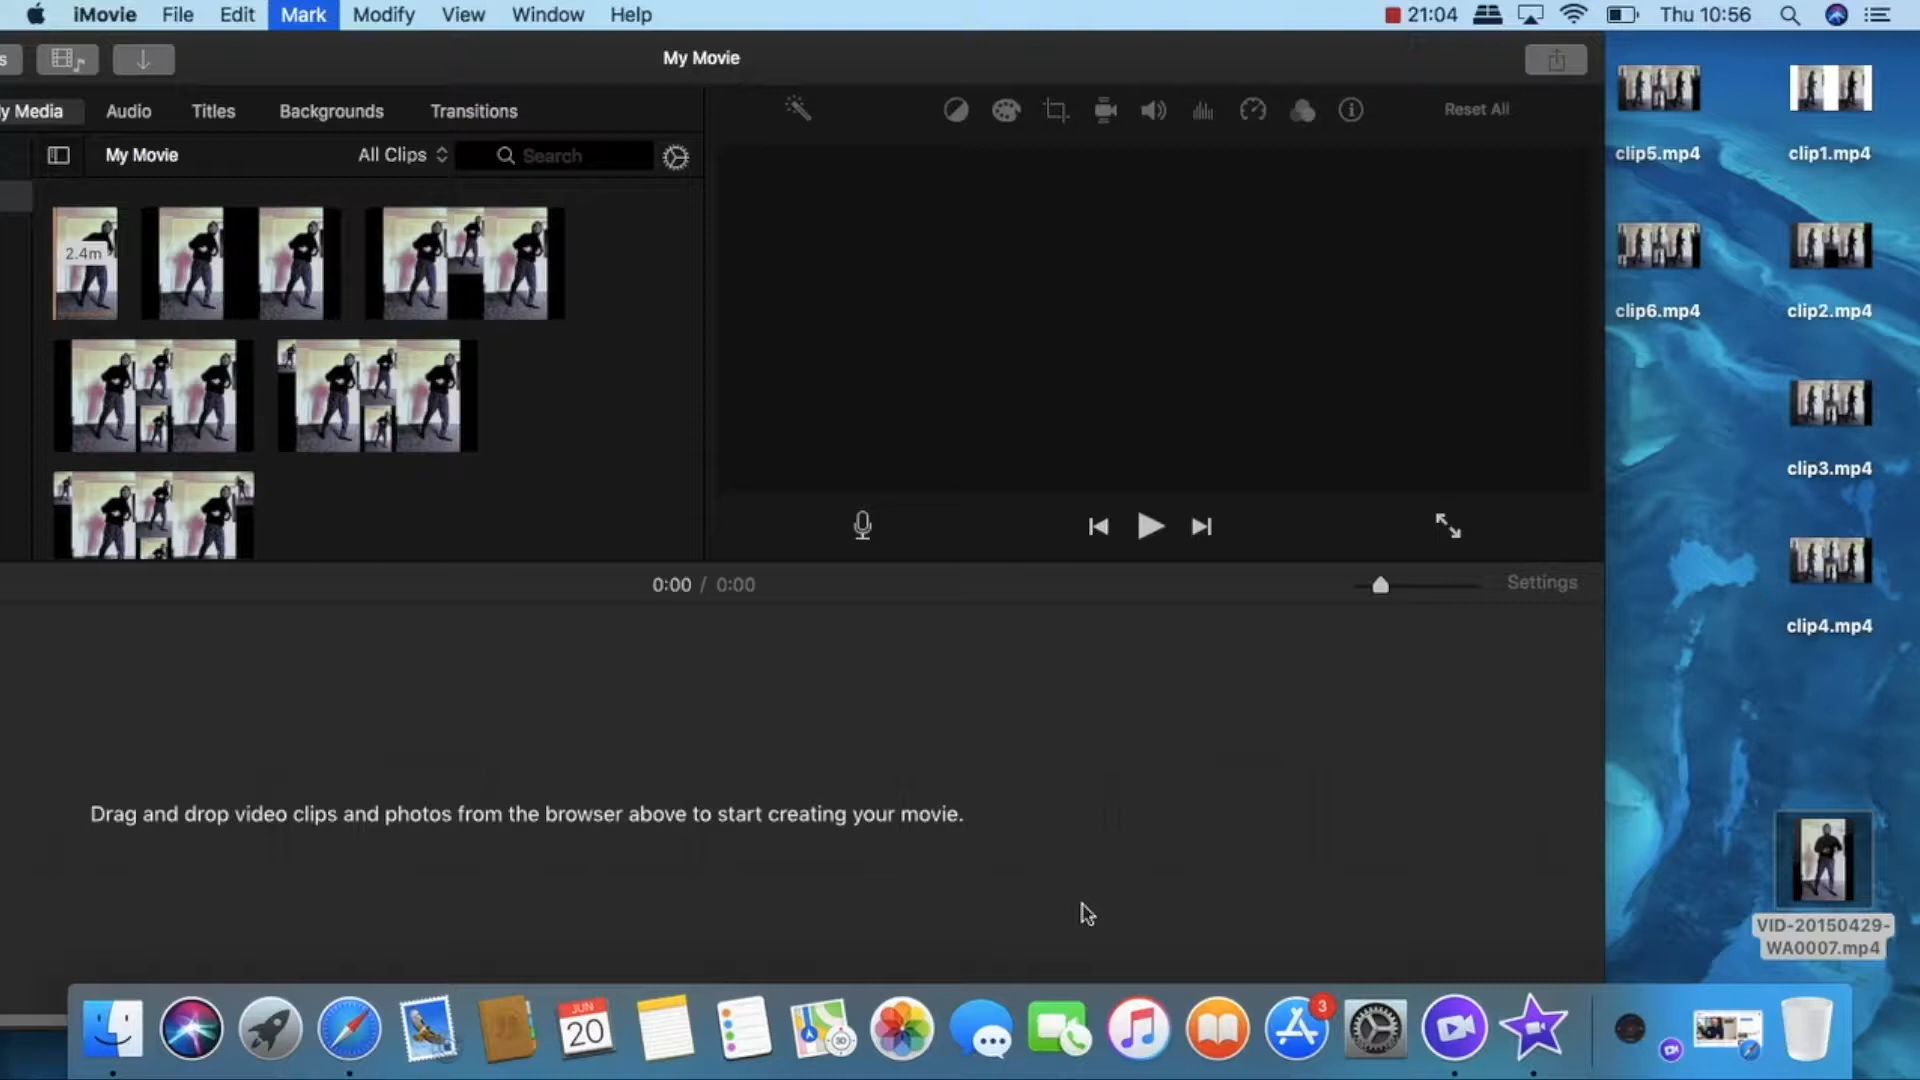 iMovie File Edit Mark Modify View Window Help 21:04 Thu 10:56
s My Movie
y Media Audio Titles Backgrounds Transitions Reset All
My Movie All Clips Search
clip5.mp4 clip1.mp4
2.4m
clip6.mp4 clip2.mp4
clip3.mp4
0:00 / 0:00 Settings
clip4.mp4
Drag and drop video clips and photos from the browser above to start creating your movie.
VID-20150429-
WA0007.mp4
JUN
20
3D
3